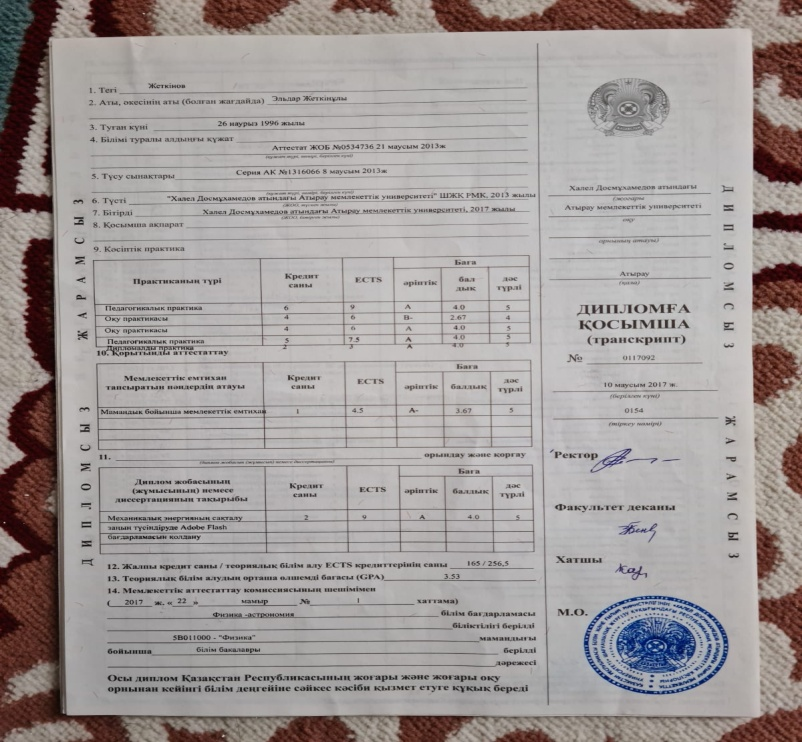 1. Тегі Жеткінов
2. Аты, әкесінің аты (болған жағдайда) Эльдар Жеткінұлы
3. Туған күні 26 наурыз 1996 жылы
4. Білімі туралы алдыңғы құжат
Аттестат ЖОБ №0534736 21 маусым 2013ж
5. Түсу сынақтары Серия АК №1316066 8 маусым 2013ж
6. Түсті "Халел Досмұхамедов атындағы Атырау мемлекеттік университеті" ШЖҚ РМК, 2013 жылы
7. Бітірді Халел Досмұхамедов атындағы Атырау мемлекеттік университеті, 2017 жылы
8. Қосымша ақпарат
9. Кәсіптік практика
Практиканың түрі Кредит саны ECTS Баға
әріптік балдық дәстүрлі
Педагогикалық практика 6 9 A 4.0 5
Оқу практикасы 4 6 B- 2.67 4
Оқу практикасы 4 6 A 4.0 5
Педагогикалық практика 5 7.5 A 4.0 5
Дипломалды практика 2 3 A 4.0 5
10. Қорытынды аттестаттау
Мемлекеттік емтихан тапсыратын пәндердің атауы Кредит саны ECTS Баға
әріптік балдық дәстүрлі
Мамандық бойынша мемлекеттік емтихан 1 4.5 A- 3.67 5
11. орындау және қорғау
Диплом жобасының (жұмысының) немесе диссертацияның тақырыбы Кредит саны ECTS Баға
әріптік балдық дәстүрлі
Механикалық энергияның сақталу 2 9 A 4.0 5
заңын түсіндіруде Adobe Flash
бағдарламасын қолдану
12. Жалпы кредит саны / теориялық білім алу ECTS кредиттерінің саны 165 / 256,5
13. Теориялық білім алудың орташа өлшемді бағасы (GPA) 3.53
14. Мемлекеттік аттестаттау комиссиясының шешімімен
( 2017 ж. « 22 » мамыр № 1 хаттама)
Физика -астрономия білім бағдарламасы
біліктілігі берілді
5В011000 - "Физика" мамандығы
бойынша білім бакалавры берілді
дәрежесі
Осы диплом Қазақстан Республикасының жоғары және жоғары оқу
орнынан кейінгі білім деңгейіне сәйкес кәсіби қызмет етуге құқық береді
ДИПЛОМСЫЗ ЖАРАМСЫЗ
Халел Досмұхамедов атындағы
(жоғары
Атырау мемлекеттік университеті
оқу
орнының атауы)
Атырау
(қала)
ДИПЛОМҒА
ҚОСЫМША
(транскрипт)
№ 0117092
10 маусым 2017 ж.
(берілген күні)
0154
(тіркеу нөмірі)
Ректор
Факультет деканы
Хатшы
М.О.
ДИПЛОМСЫЗ ЖАРАМСЫЗ